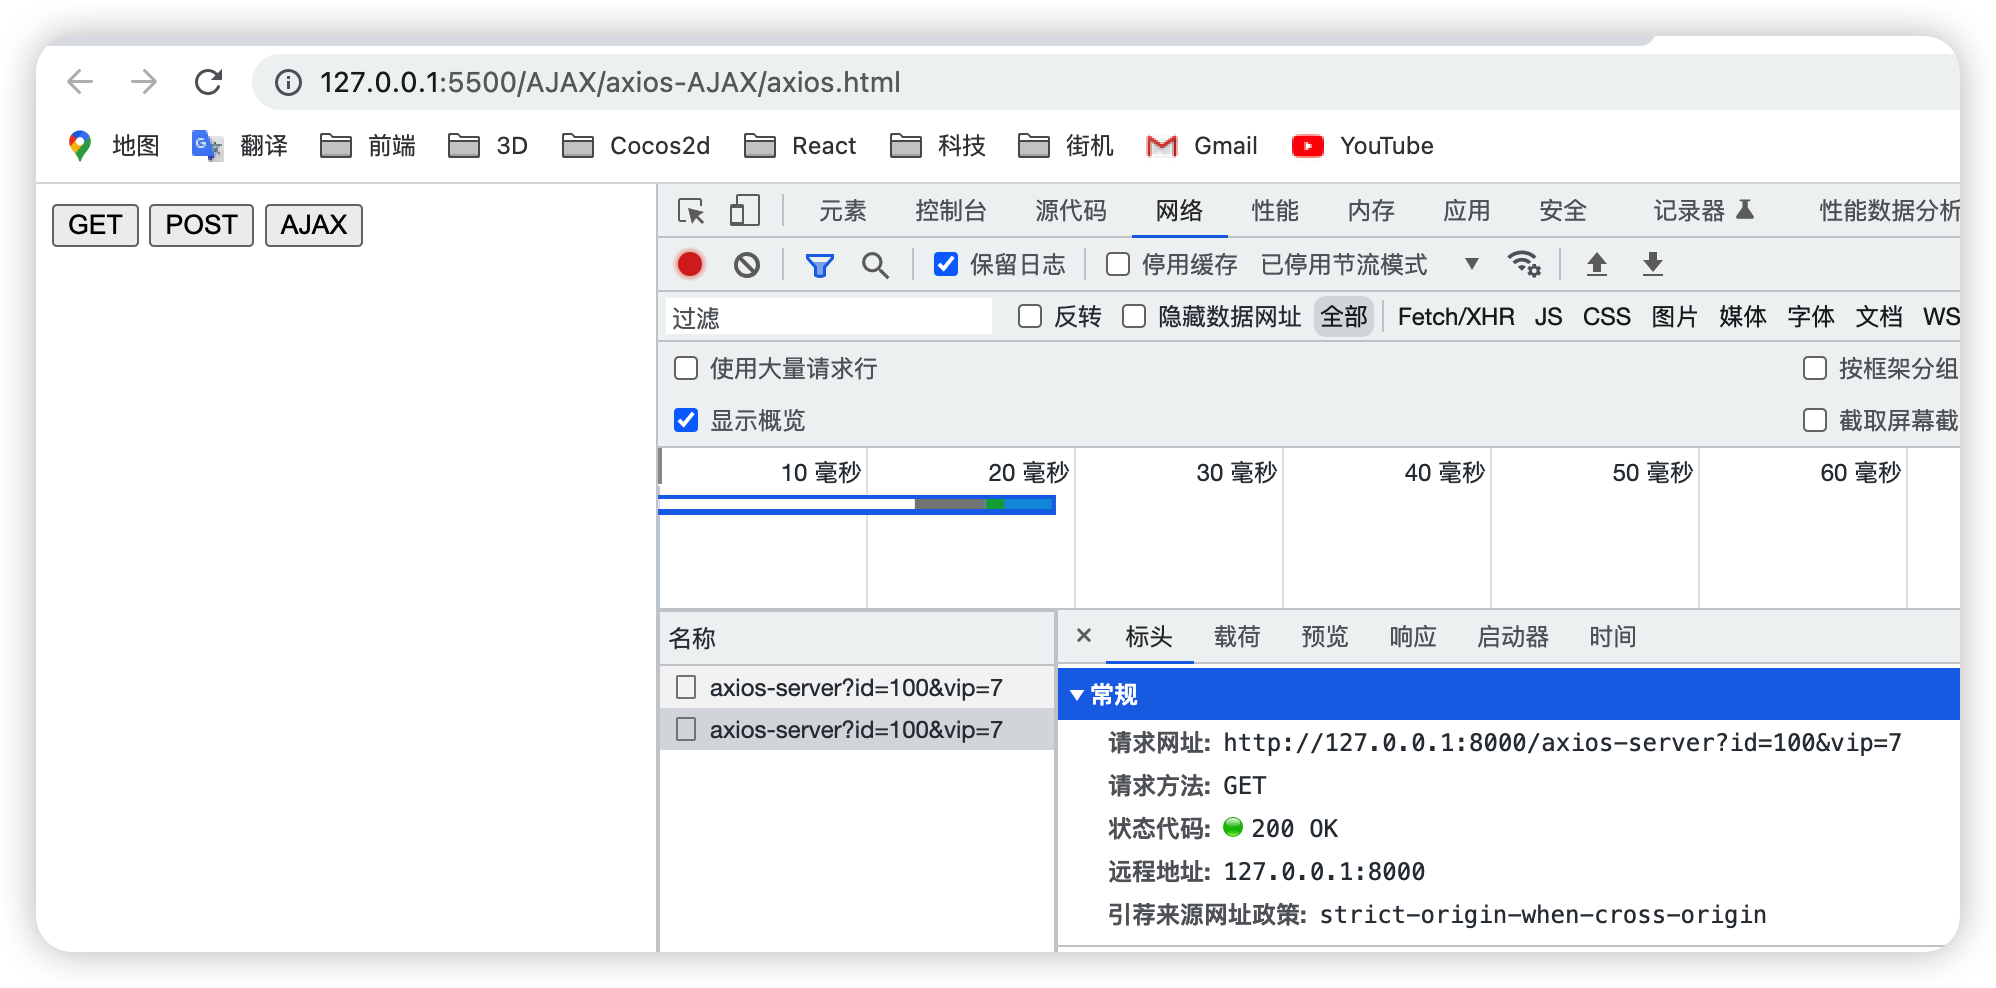 127.0.0.1:5500/AJAX/axios-AJAX/axios.html
地图 翻译 前端 3D Cocos2d React 科技 街机 Gmail YouTube
GET POST AJAX
元素 控制台 源代码 网络 性能 内存 应用 安全 记录器 性能数据分析
保留日志 停用缓存 已停用节流模式
过滤 反转 隐藏数据网址 全部 Fetch/XHR JS CSS 图片 媒体 字体 文档 WS
使用大量请求行 按框架分组
显示概览 截取屏幕截
10 毫秒 20 毫秒 30 毫秒 40 毫秒 50 毫秒 60 毫秒
名称
axios-server?id=100&vip=7
axios-server?id=100&vip=7
× 标头 载荷 预览 响应 启动器 时间
常规
请求网址: http://127.0.0.1:8000/axios-server?id=100&vip=7
请求方法: GET
状态代码: 200 OK
远程地址: 127.0.0.1:8000
引荐来源网址政策: strict-origin-when-cross-origin